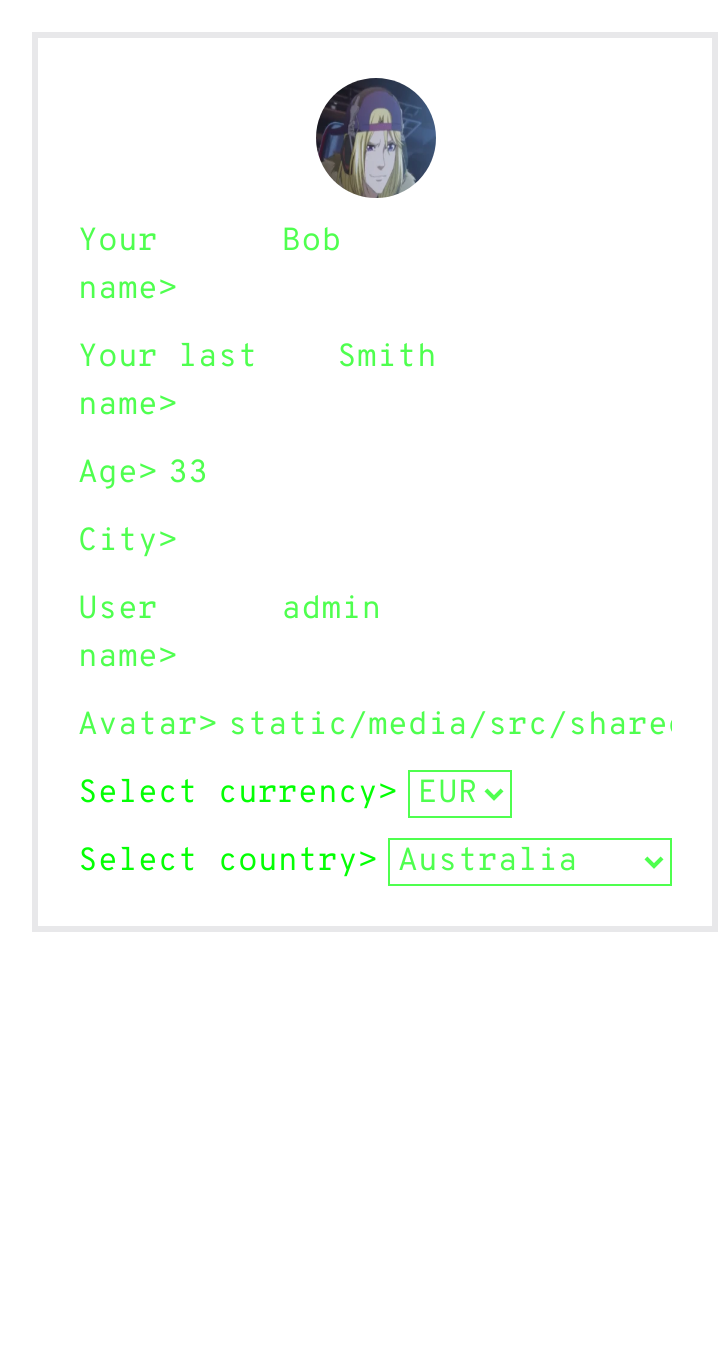 Your Bob
name>
Your last Smith
name>
Age> 33
City>
User admin
name>
Avatar> static/media/src/share
Select currency> EUR
Select country> Australia